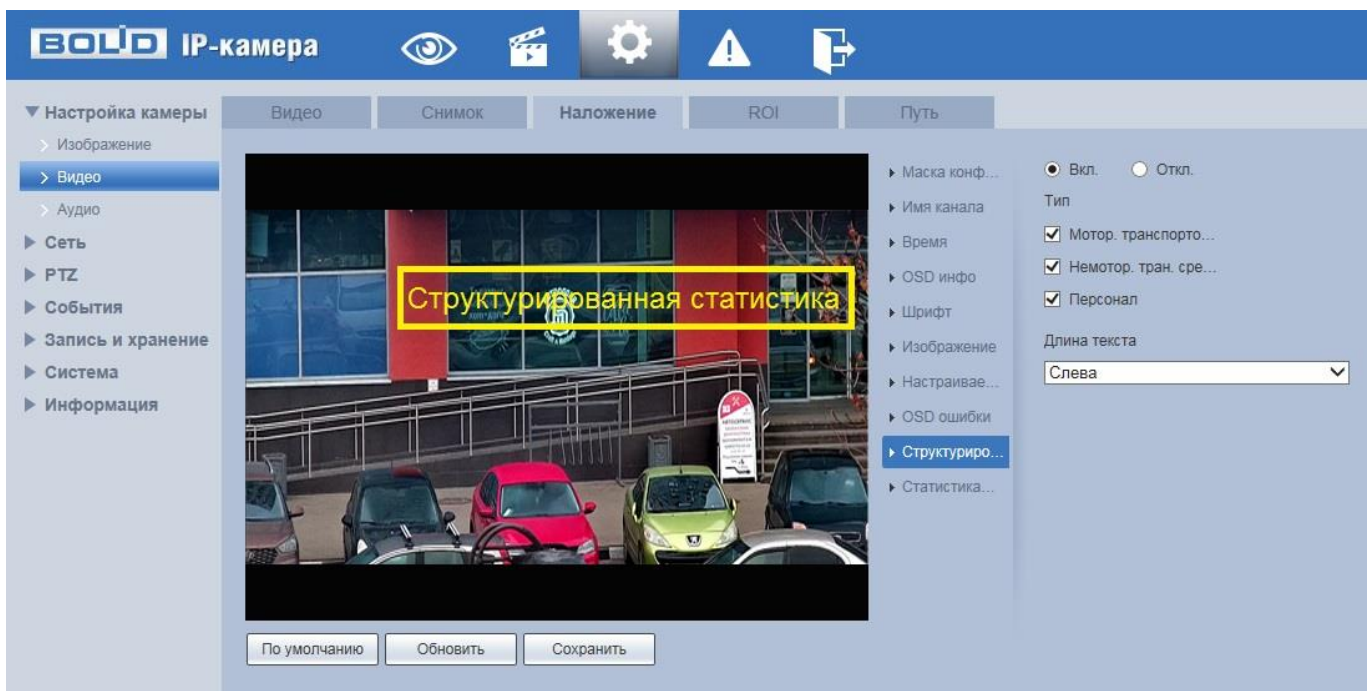 BOLID IP-камера
Настройка камеры
Изображение
Видео
Аудио
Сеть
PTZ
События
Запись и хранение
Система
Информация
Видео
Снимок
Наложение
ROI
Путь
Структурированная статистика
По умолчанию
Обновить
Сохранить
Маска конф...
Имя канала
Время
OSD инфо
Шрифт
Изображение
Настраивае...
OSD ошибки
Структуриро...
Статистика...
Вкл.
Откл.
Тип
Мотор. транспорто...
Немотор. тран. сре...
Персонал
Длина текста
Слева